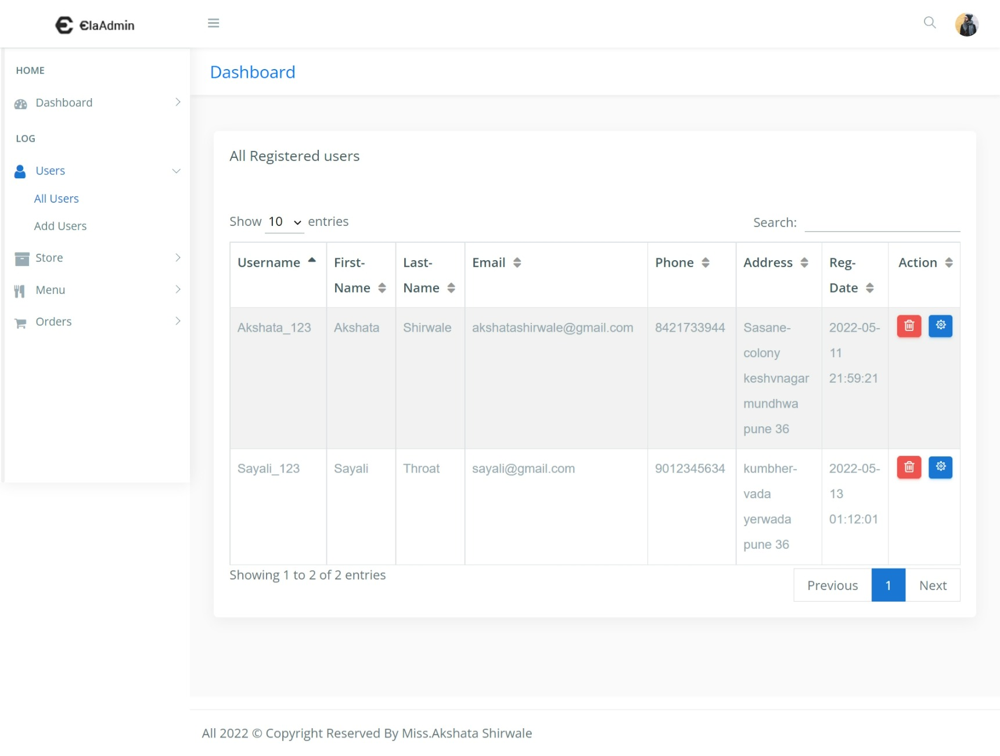 ElaAdmin
HOME
Dashboard
LOG
Users
All Users
Add Users
Store
Menu
Orders
Dashboard
All Registered users
Show 10 entries
Search:
Username First-Name Last-Name Email Phone Address Reg-Date Action
Akshata_123 Akshata Shirwale akshatashirwale@gmail.com 8421733944 Sasane-
colony
keshvnagar
mundhwa
pune 36
2022-05-
11
21:59:21
Sayali_123 Sayali Throat sayali@gmail.com 9012345634 kumbher-
vada
yerwada
pune 36
2022-05-
13
01:12:01
Showing 1 to 2 of 2 entries
Previous 1 Next
All 2022 © Copyright Reserved By Miss.Akshata Shirwale